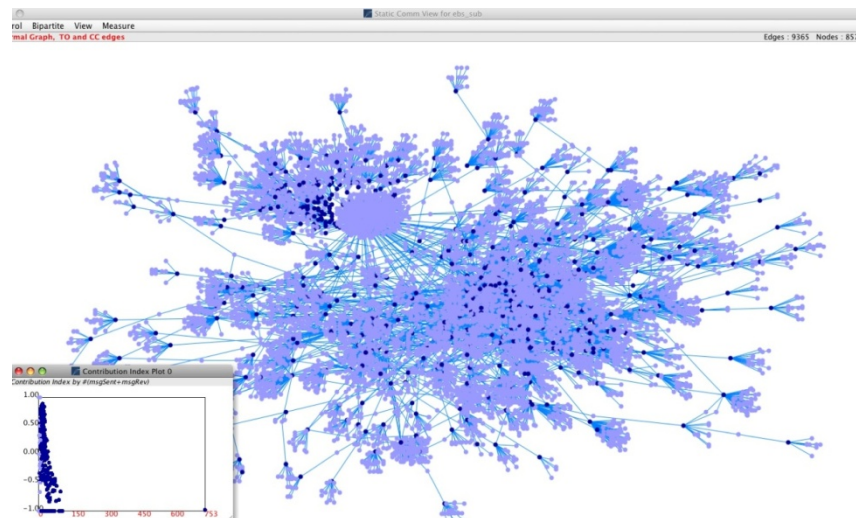 Static Comm View for ebs_sub
rol Bipartite View Measure
mal Graph, TO and CC edges
Edges : 9365 Nodes : 857
Contribution Index Plot 0
Contribution Index by #(msgSent+msgRev)
1.00
0.50
0.00
-0.50
-1.00
0 150 300 450 600 753